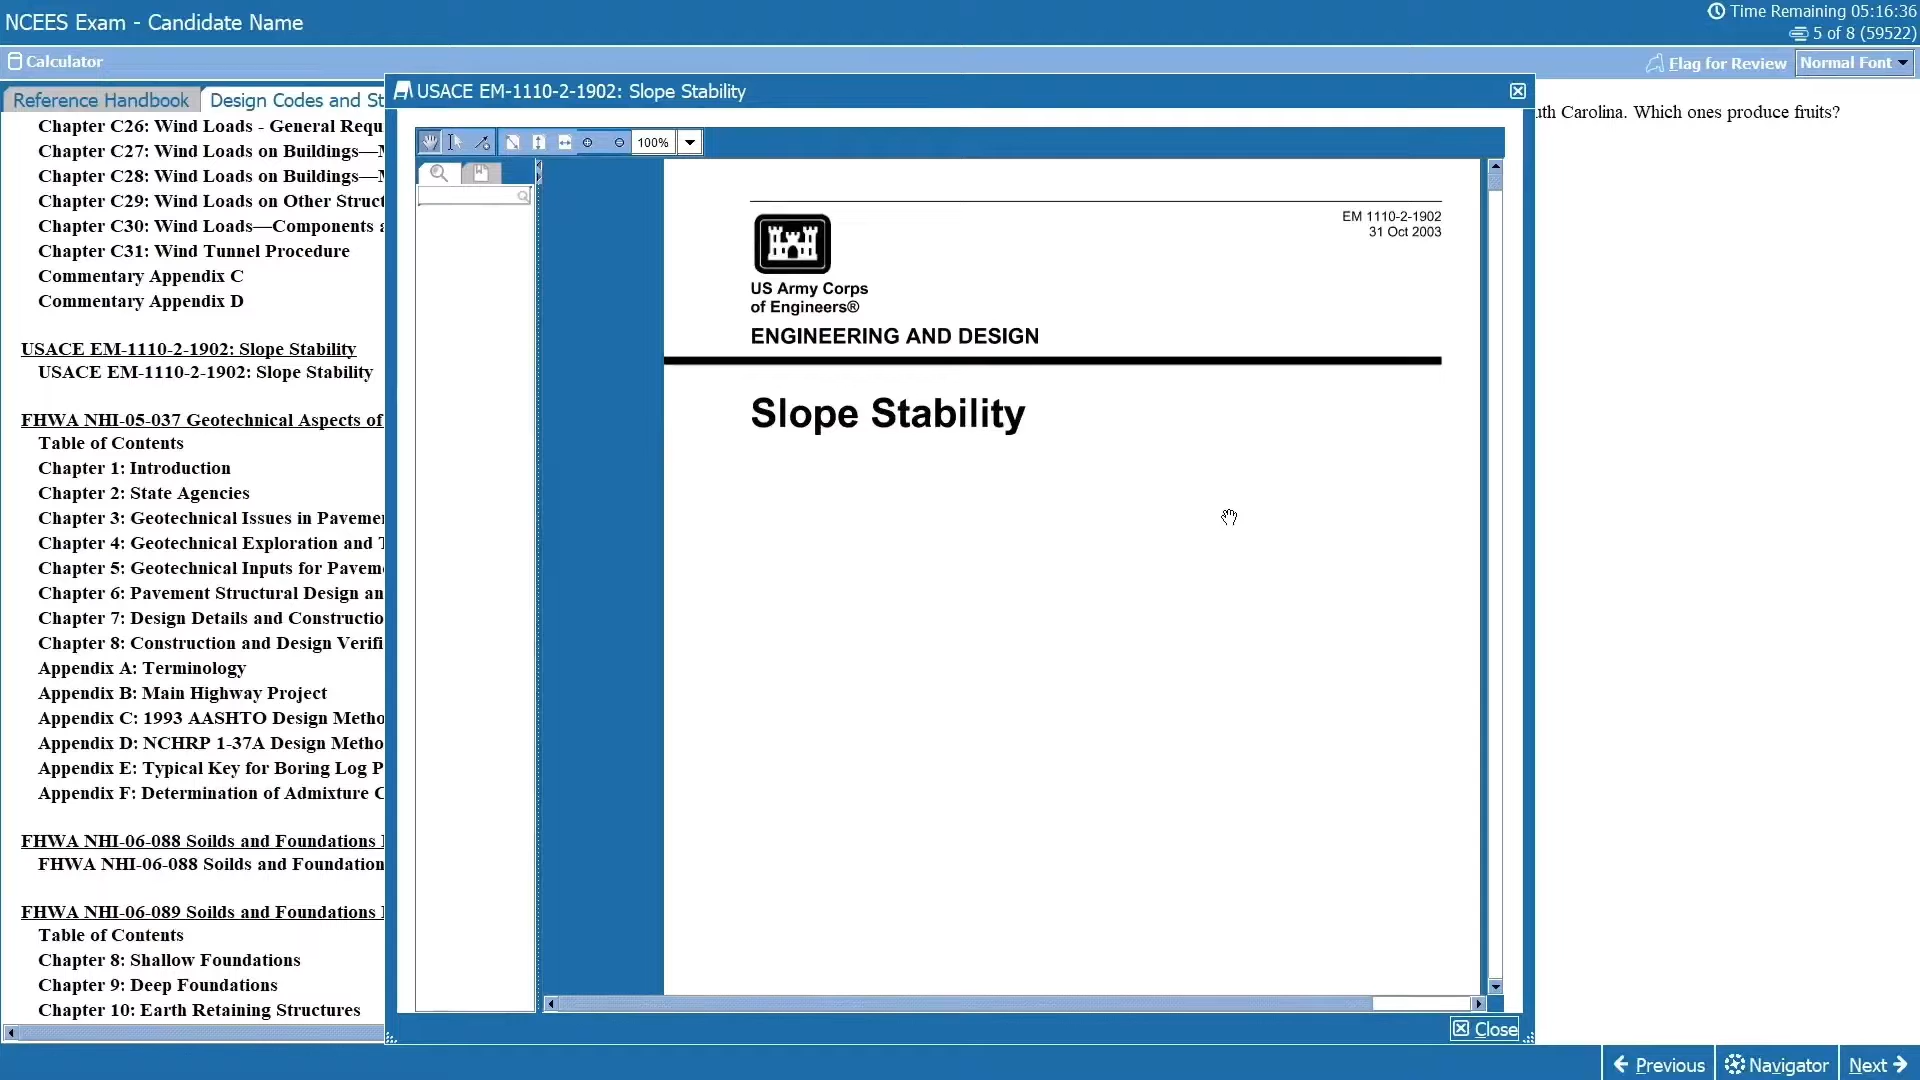 NCEES Exam - Candidate Name
Time Remaining 05:16:36
5 of 8 (59522)
Calculator
Flag for Review
Normal Font
Reference Handbook
Design Codes and St
Chapter C26: Wind Loads - General Requ
Chapter C27: Wind Loads on Buildings—M
Chapter C28: Wind Loads on Buildings—M
Chapter C29: Wind Loads on Other Struct
Chapter C30: Wind Loads—Components a
Chapter C31: Wind Tunnel Procedure
Commentary Appendix C
Commentary Appendix D
USACE EM-1110-2-1902: Slope Stability
USACE EM-1110-2-1902: Slope Stability
FHWA NHI-05-037 Geotechnical Aspects of
Table of Contents
Chapter 1: Introduction
Chapter 2: State Agencies
Chapter 3: Geotechnical Issues in Pavemen
Chapter 4: Geotechnical Exploration and T
Chapter 5: Geotechnical Inputs for Paveme
Chapter 6: Pavement Structural Design an
Chapter 7: Design Details and Constructio
Chapter 8: Construction and Design Verifi
Appendix A: Terminology
Appendix B: Main Highway Project
Appendix C: 1993 AASHTO Design Metho
Appendix D: NCHRP 1-37A Design Metho
Appendix E: Typical Key for Boring Log P
Appendix F: Determination of Admixture C
FHWA NHI-06-088 Soilds and Foundations
FHWA NHI-06-088 Soilds and Foundation
FHWA NHI-06-089 Soilds and Foundations
Table of Contents
Chapter 8: Shallow Foundations
Chapter 9: Deep Foundations
Chapter 10: Earth Retaining Structures
USACE EM-1110-2-1902: Slope Stability
100%
EM 1110-2-1902
31 Oct 2003
US Army Corps
of Engineers®
ENGINEERING AND DESIGN
Slope Stability
Close
uth Carolina. Which ones produce fruits?
Previous
Navigator
Next